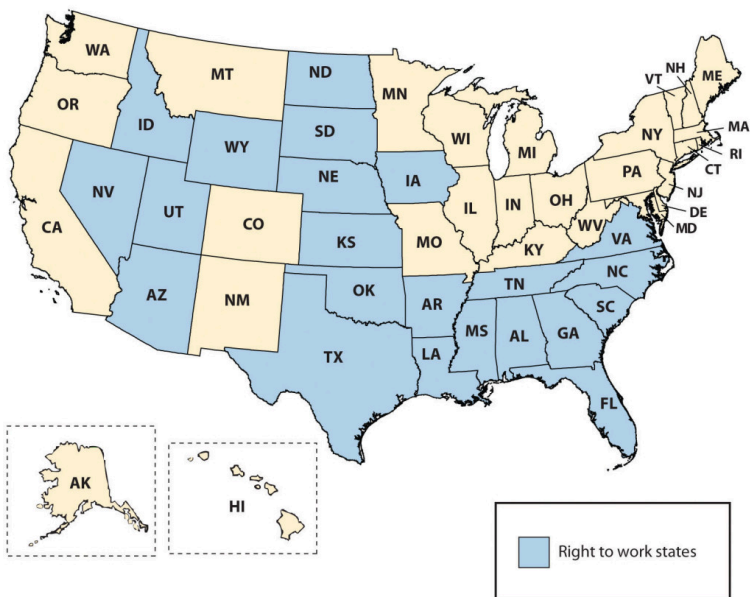 WA
MT
ND
MN
VT
NH
ME
OR
ID
SD
WI
MI
NY
MA
WY
RI
CT
NE
IA
PA
NJ
NV
UT
CO
IL
IN
OH
DE
MD
CA
KS
MO
WV
VA
KY
AZ
NM
OK
AR
TN
NC
SC
TX
LA
MS
AL
GA
FL
AK
HI
Right to work states